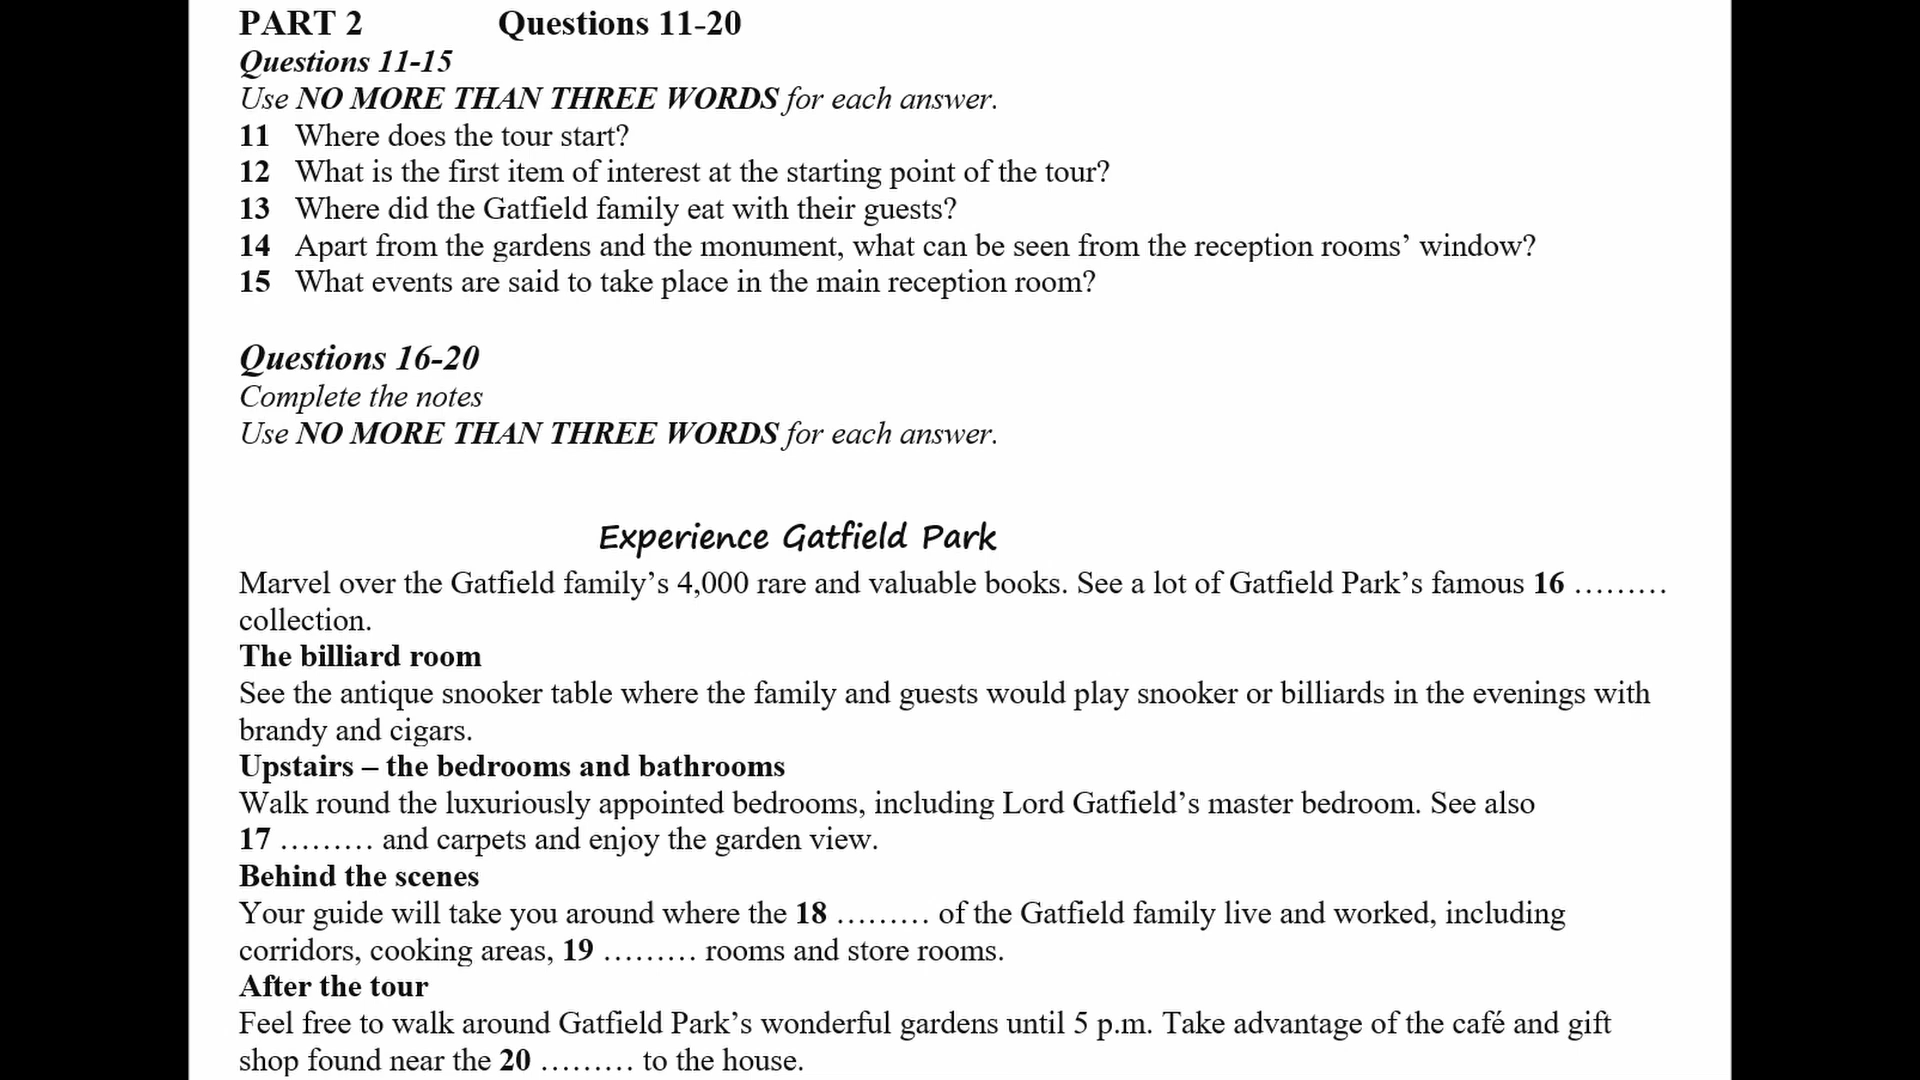 PART 2 Questions 11-20
Questions 11-15
Use NO MORE THAN THREE WORDS for each answer.
11 Where does the tour start?
12 What is the first item of interest at the starting point of the tour?
13 Where did the Gatfield family eat with their guests?
14 Apart from the gardens and the monument, what can be seen from the reception rooms’ window?
15 What events are said to take place in the main reception room?
Questions 16-20
Complete the notes
Use NO MORE THAN THREE WORDS for each answer.
Experience Gatfield Park
Marvel over the Gatfield family’s 4,000 rare and valuable books. See a lot of Gatfield Park’s famous 16 ………
collection.
The billiard room
See the antique snooker table where the family and guests would play snooker or billiards in the evenings with
brandy and cigars.
Upstairs – the bedrooms and bathrooms
Walk round the luxuriously appointed bedrooms, including Lord Gatfield’s master bedroom. See also
17 ……… and carpets and enjoy the garden view.
Behind the scenes
Your guide will take you around where the 18 ……… of the Gatfield family live and worked, including
corridors, cooking areas, 19 ……… rooms and store rooms.
After the tour
Feel free to walk around Gatfield Park’s wonderful gardens until 5 p.m. Take advantage of the café and gift
shop found near the 20 ……… to the house.